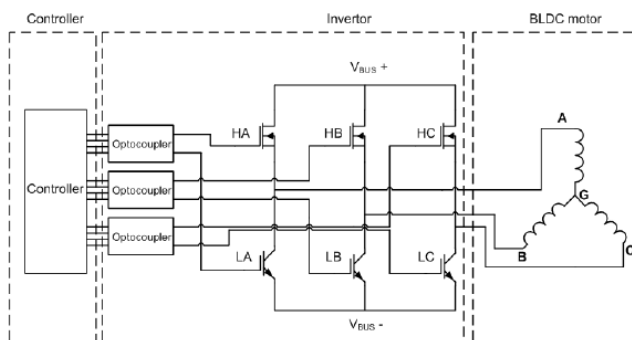 Controller
Invertor
BLDC motor
VBUS +
A
HA
HB
HC
Optocoupler
Controller
Optocoupler
G
Optocoupler
B
C
LA
LB
LC
VBUS -